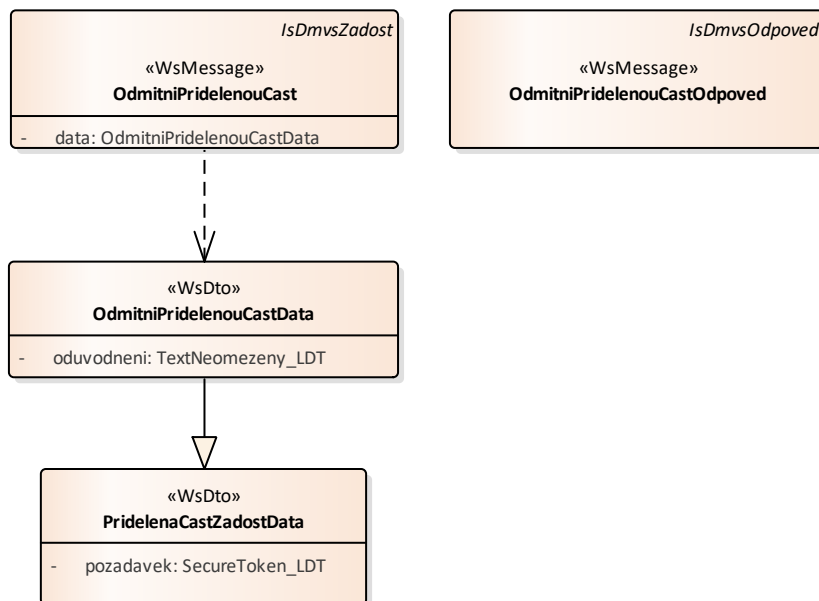 IsDmvsZadost
«WsMessage»
OdmitniPridelenouCast
- data: OdmitniPridelenouCastData
IsDmvsOdpoved
«WsMessage»
OdmitniPridelenouCastOdpoved
«WsDto»
OdmitniPridelenouCastData
- oduvodneni: TextNeomezeny_LDT
«WsDto»
PridelenaCastZadostData
- pozadavek: SecureToken_LDT